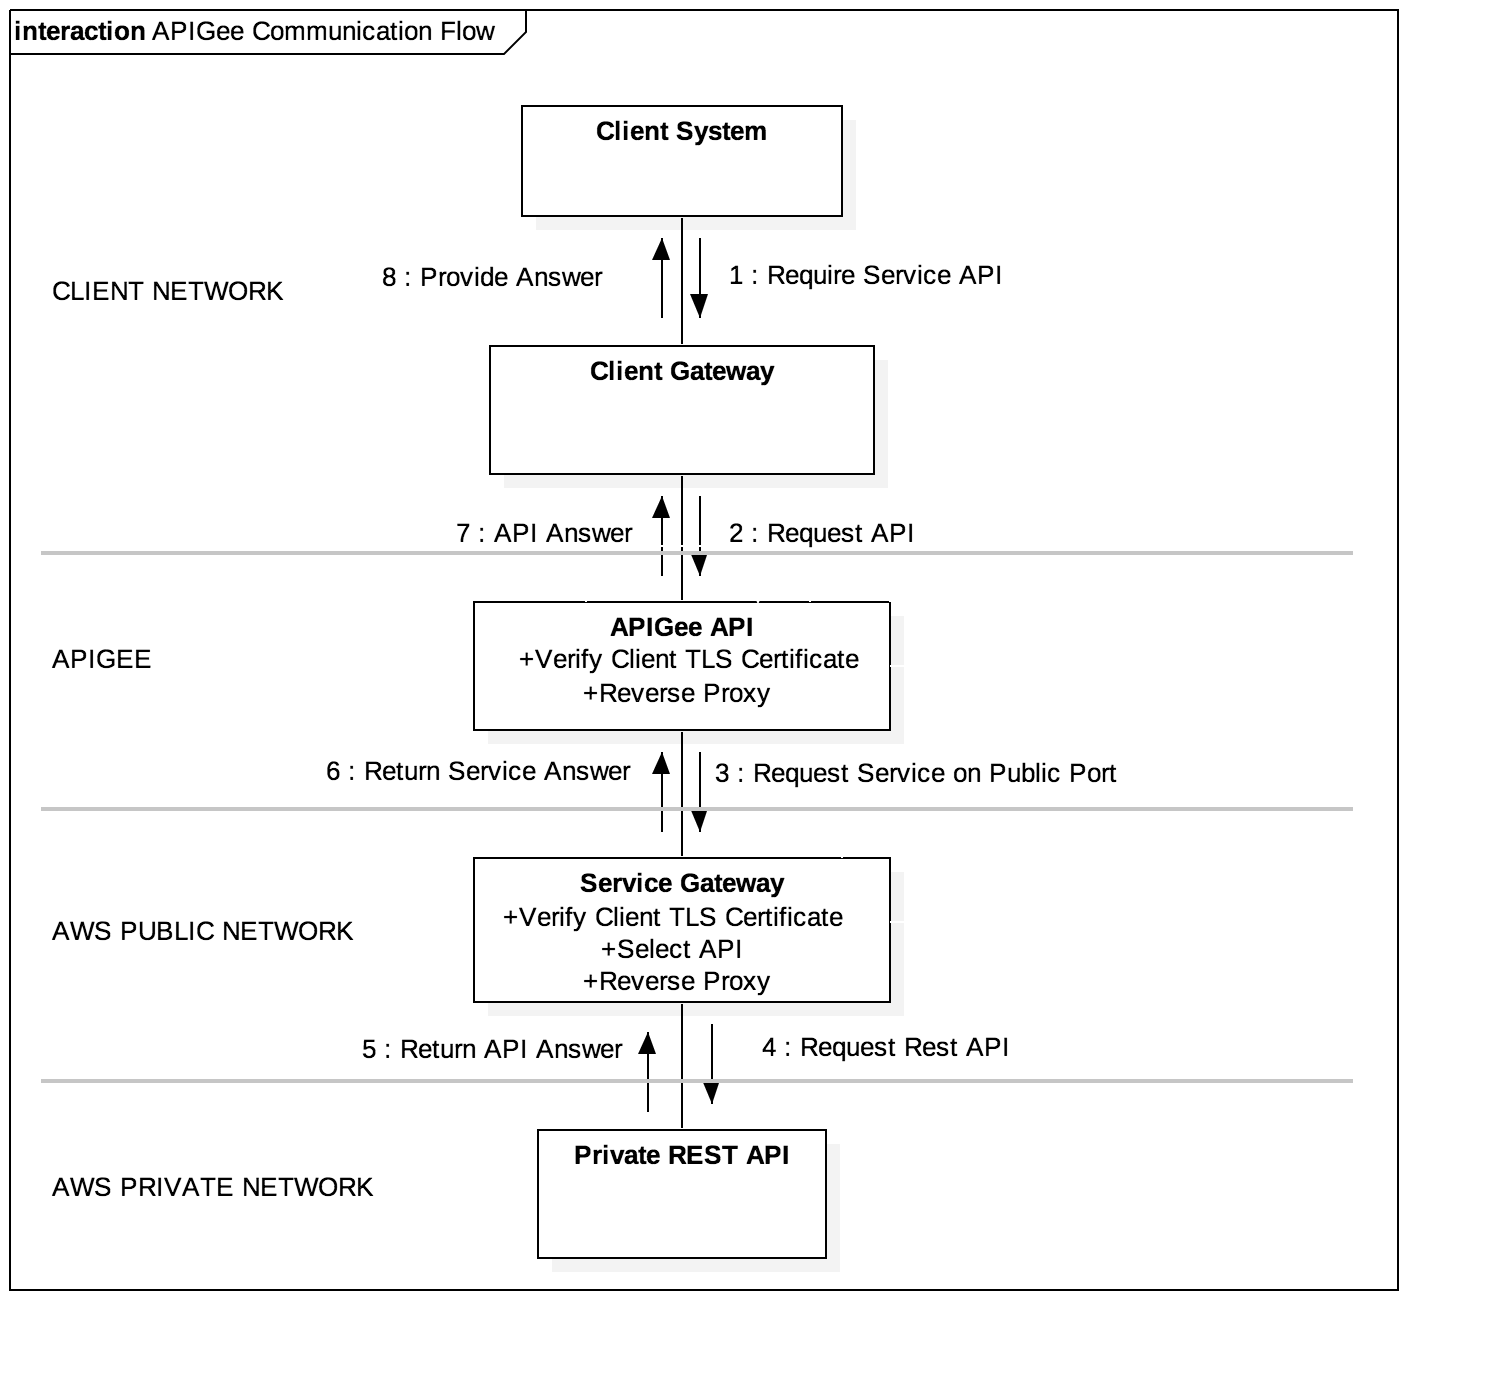 interaction APIGee Communication Flow
Client System
8 : Provide Answer
1 : Require Service API
CLIENT NETWORK
Client Gateway
7 : API Answer
2 : Request API
APIGee API
+Verify Client TLS Certificate
+Reverse Proxy
APIGEE
6 : Return Service Answer
3 : Request Service on Public Port
Service Gateway
+Verify Client TLS Certificate
+Select API
+Reverse Proxy
AWS PUBLIC NETWORK
5 : Return API Answer
4 : Request Rest API
Private REST API
AWS PRIVATE NETWORK